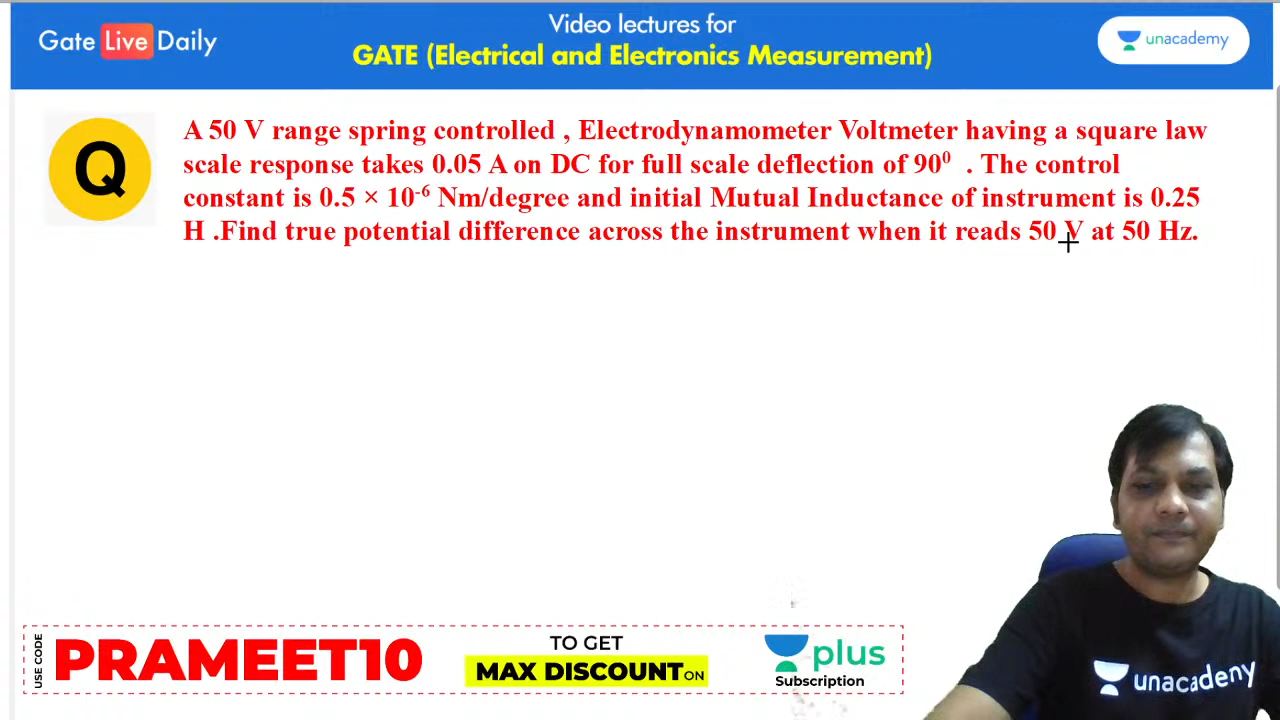 Gate Live Daily
Video lectures for
GATE (Electrical and Electronics Measurement)
unacademy
Q
A 50 V range spring controlled , Electrodynamometer Voltmeter having a square law
scale response takes 0.05 A on DC for full scale deflection of 90⁰ . The control
constant is 0.5 × 10⁻⁶ Nm/degree and initial Mutual Inductance of instrument is 0.25
H .Find true potential difference across the instrument when it reads 50 V at 50 Hz.
USE CODE
PRAMEET10
TO GET
MAX DISCOUNT ON
plus
Subscription
unacademy